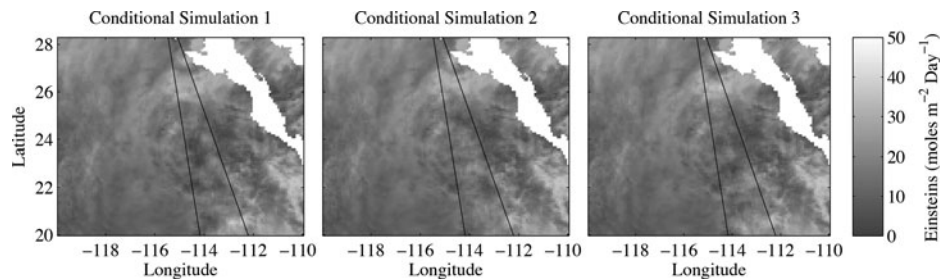 Conditional Simulation 1
Conditional Simulation 2
Conditional Simulation 3
28
26
24
22
20
Latitude
−118 −116 −114 −112 −110
Longitude
−118 −116 −114 −112 −110
Longitude
−118 −116 −114 −112 −110
Longitude
50
40
30
20
10
0
Einsteins (moles m⁻² Day⁻¹)